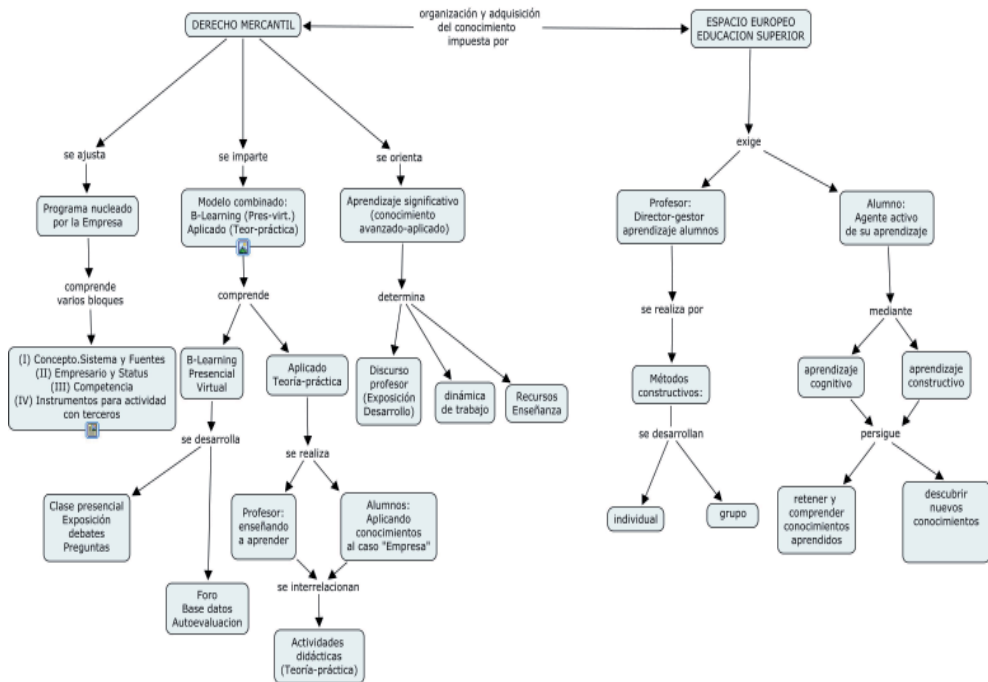 DERECHO MERCANTIL
organización y adquisición
del conocimiento
impuesta por
ESPACIO EUROPEO
EDUCACION SUPERIOR
se ajusta
se imparte
se orienta
exige
Programa nucleado
por la Empresa
Modelo combinado:
B-Learning (Pres-virt.)
Aplicado (Teor-práctica)
Aprendizaje significativo
(conocimiento
avanzado-aplicado)
Profesor:
Director-gestor
aprendizaje alumnos
Alumno:
Agente activo
de su aprendizaje
comprende
varios bloques
comprende
determina
se realiza por
mediante
(I) Concepto.Sistema y Fuentes
(II) Empresario y Status
(III) Competencia
(IV) Instrumentos para actividad
con terceros
B-Learning
Presencial
Virtual
Aplicado
Teoría-práctica
Discurso
profesor
(Exposición
Desarrollo)
dinámica
de trabajo
Recursos
Enseñanza
Métodos
constructivos:
aprendizaje
cognitivo
aprendizaje
constructivo
se desarrolla
se realiza
se desarrollan
persigue
Clase presencial
Exposición
debates
Preguntas
Profesor:
enseñando
a aprender
Alumnos:
Aplicando
conocimientos
al caso "Empresa"
individual
grupo
retener y
comprender
conocimientos
aprendidos
descubrir
nuevos
conocimientos
se interrelacionan
Foro
Base datos
Autoevaluacion
Actividades
didácticas
(Teoría-práctica)